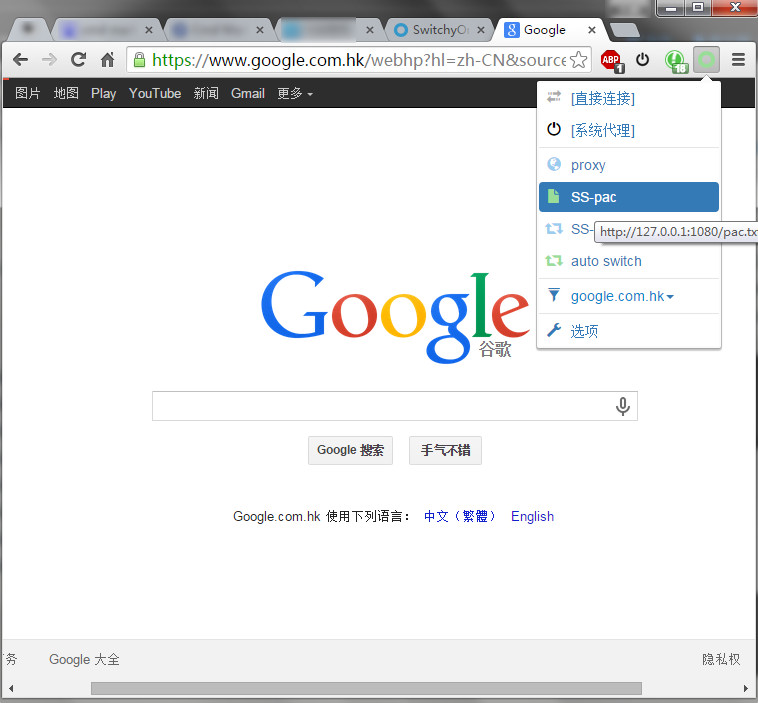 SwitchyO
Google
https://www.google.com.hk/webhp?hl=zh-CN&source
ABP
1
18
图片 地图 Play YouTube 新闻 Gmail 更多
[直接连接]
[系统代理]
proxy
SS-pac
SS-
http://127.0.0.1:1080/pac.tx
auto switch
google.com.hk
选项
Google
谷歌
Google 搜索 手气不错
Google.com.hk 使用下列语言: 中文(繁體) English
务 Google 大全 隐私权